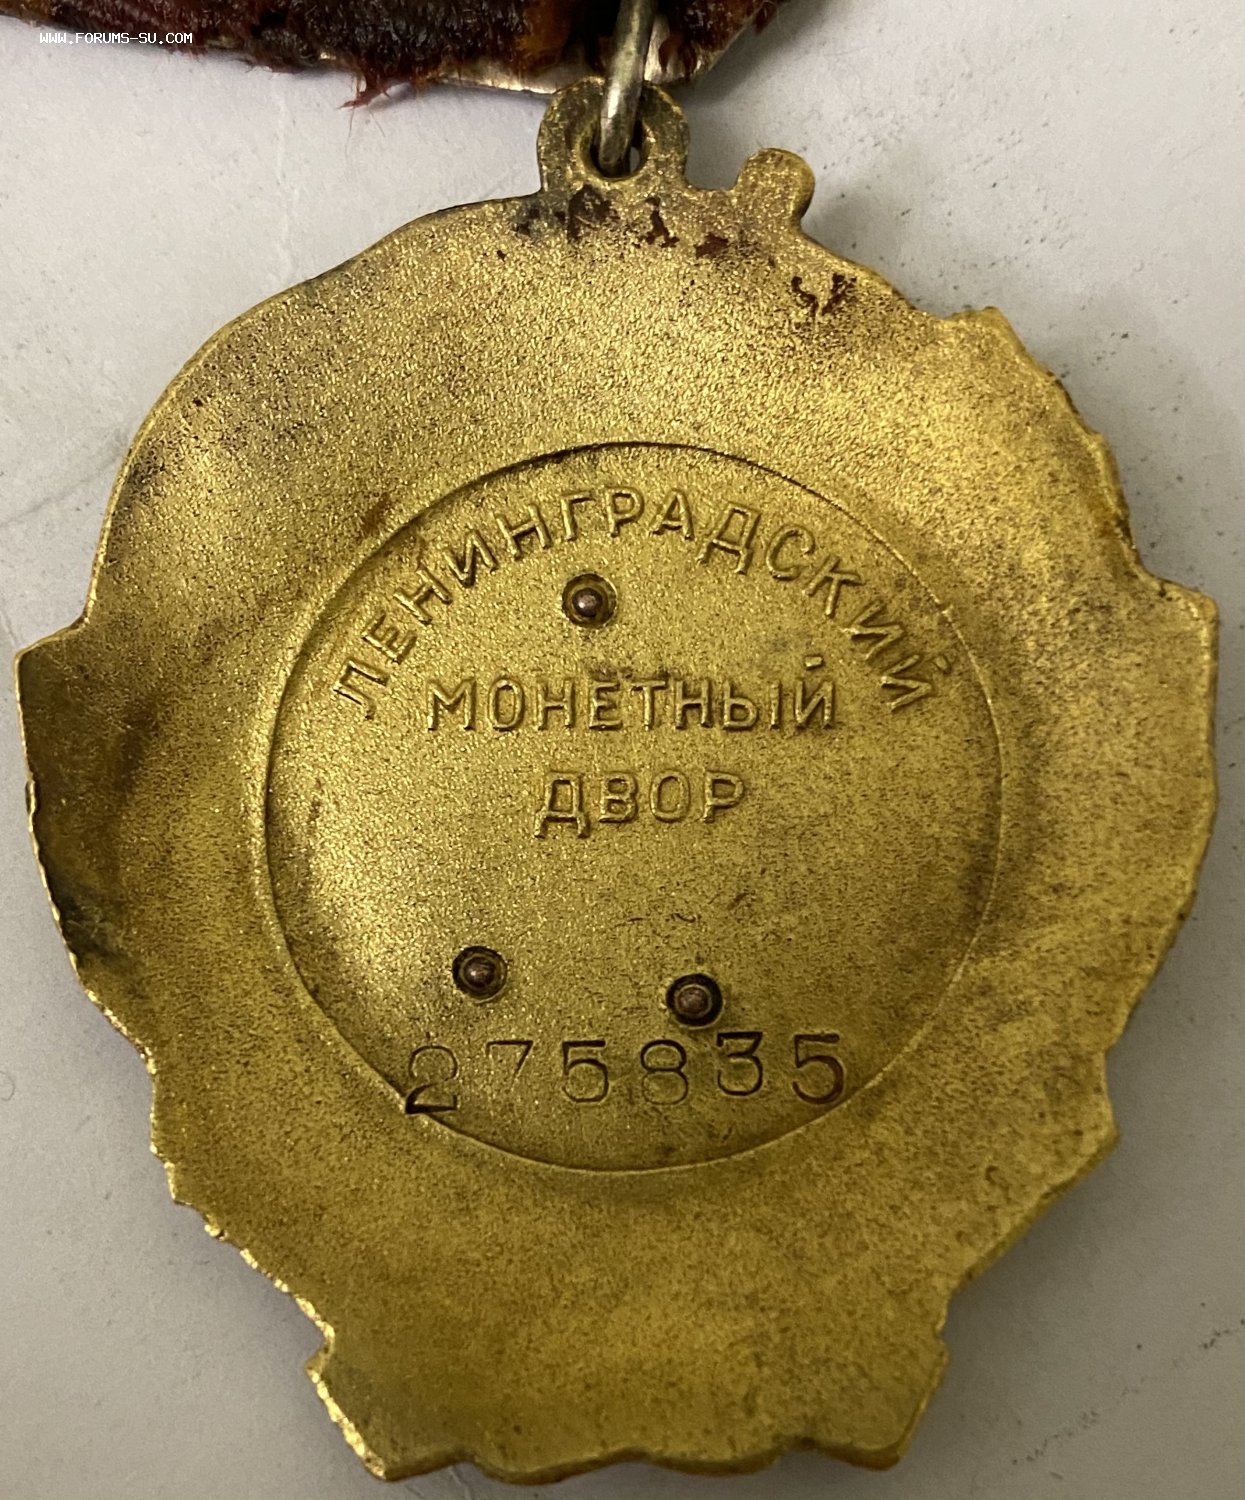 WWW.FORUMS-SU.COM
ЛЕНИНГРАДСКИЙ
МОНЕТНЫЙ
ДВОР
275835